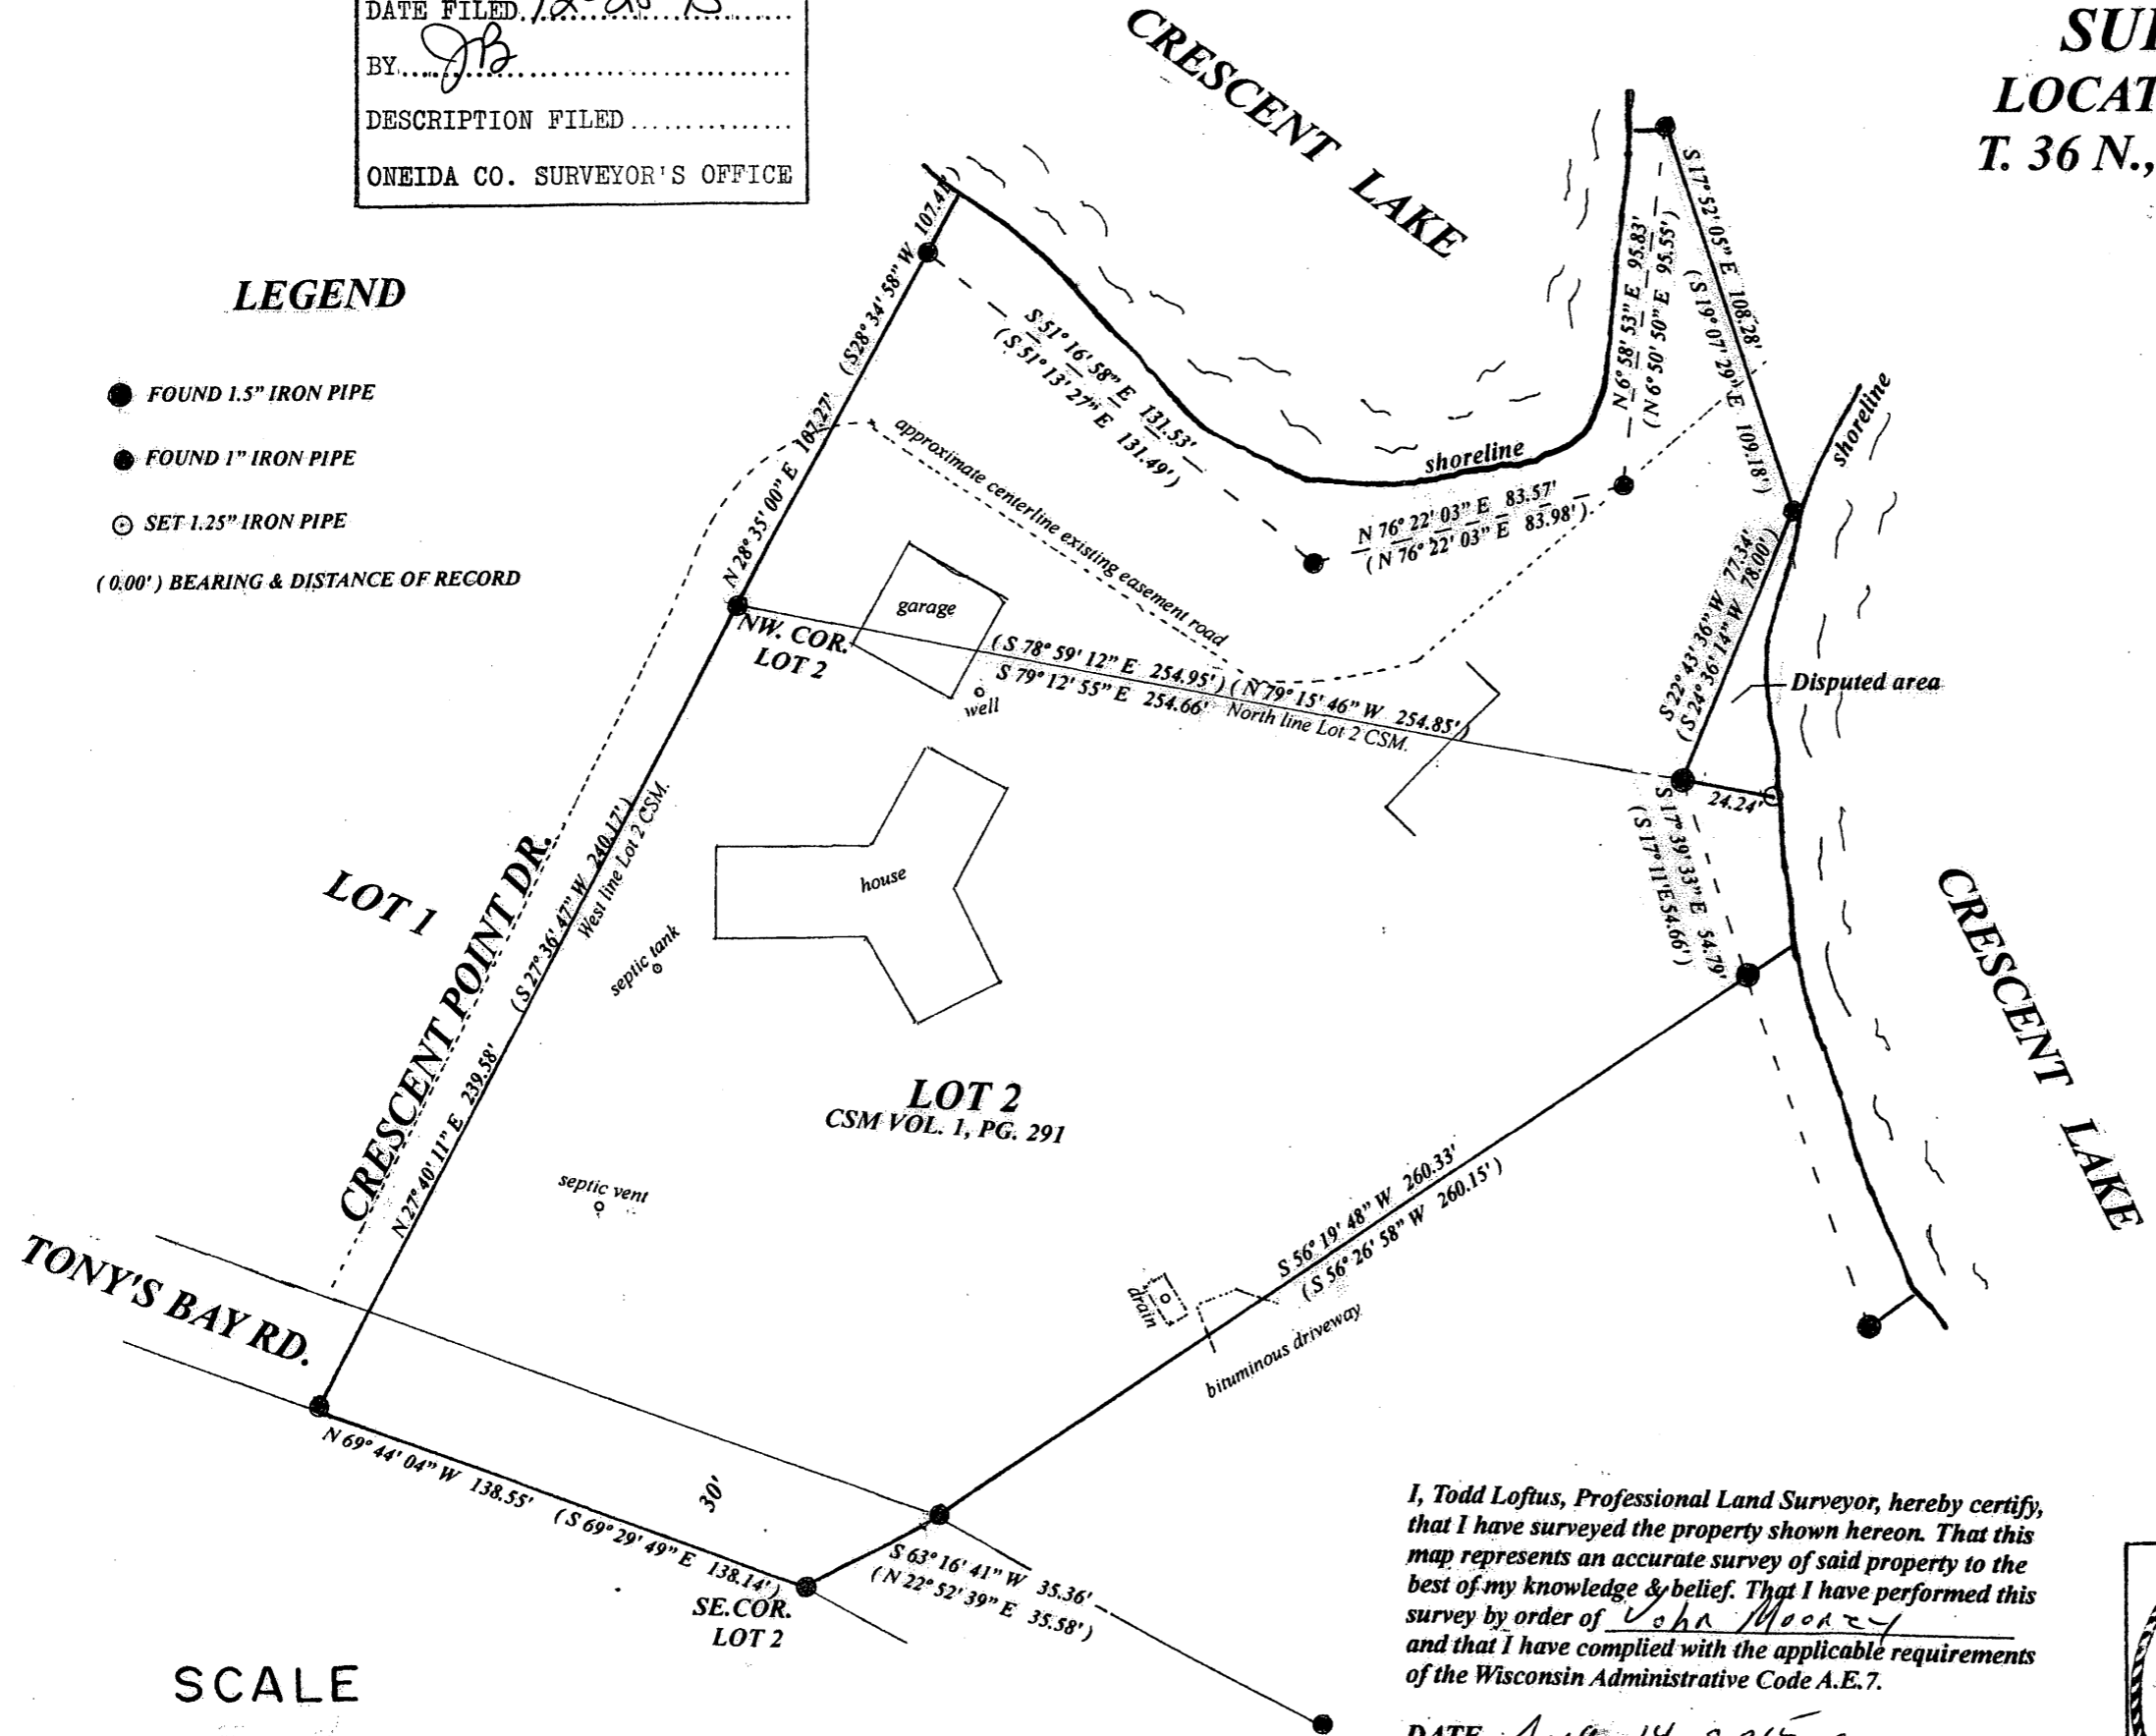 DATE FILED
BY JB
DESCRIPTION FILED
ONEIDA CO. SURVEYOR'S OFFICE
CRESCENT LAKE
SU
LOCAT
T. 36 N.,
LEGEND
FOUND 1.5" IRON PIPE
FOUND 1" IRON PIPE
SET 1.25" IRON PIPE
( 0.00' ) BEARING & DISTANCE OF RECORD
N 28° 35' 00" E 107.27'
(S28° 34' 58" W 107.41')
S 51° 16' 58" E 131.53'
(S 51° 13' 27" E 131.49')
approximate centerline existing easement road
shoreline
N 76° 22' 03" E 83.57'
( N 76° 22' 03" E 83.98' )
N 6° 58' 53" E 95.83'
(N 6° 50' 50" E 95.55')
S 17° 52' 05" E 108.28'
(S 19° 07' 29" E 109.18')
shoreline
S 22° 43' 36" W 77.34'
(S 24° 36' 14" W 78.00')
Disputed area
garage
NW. COR.
LOT 2
well
( S 78° 59' 12" E 254.95' ) ( N 79° 15' 46" W 254.85' )
S 79° 12' 55" E 254.66' North line Lot 2 CSM.
24.24'
S 17° 39' 33" E 54.79'
(S 17° 11' E 54.66')
house
LOT 1
CRESCENT POINT DR.
(S 27° 36' 47" W 240.17')
West line Lot 2 CSM.
N 27° 40' 11" E 239.58'
septic tank
CRESCENT LAKE
LOT 2
CSM VOL. 1, PG. 291
septic vent
S 56° 19' 48" W 260.33'
( S 56° 26' 58" W 260.15' )
drain
bituminous driveway
TONY'S BAY RD.
N 69° 44' 04" W 138.55' ( S 69° 29' 49" E 138.14' )
30'
S 63° 16' 41" W 35.36'
( N 22° 52' 39" E 35.58' )
SE.COR.
LOT 2
SCALE
I, Todd Loftus, Professional Land Surveyor, hereby certify,
that I have surveyed the property shown hereon. That this
map represents an accurate survey of said property to the
best of my knowledge & belief. That I have performed this
survey by order of John Mooney
and that I have complied with the applicable requirements
of the Wisconsin Administrative Code A.E.7.
DATE